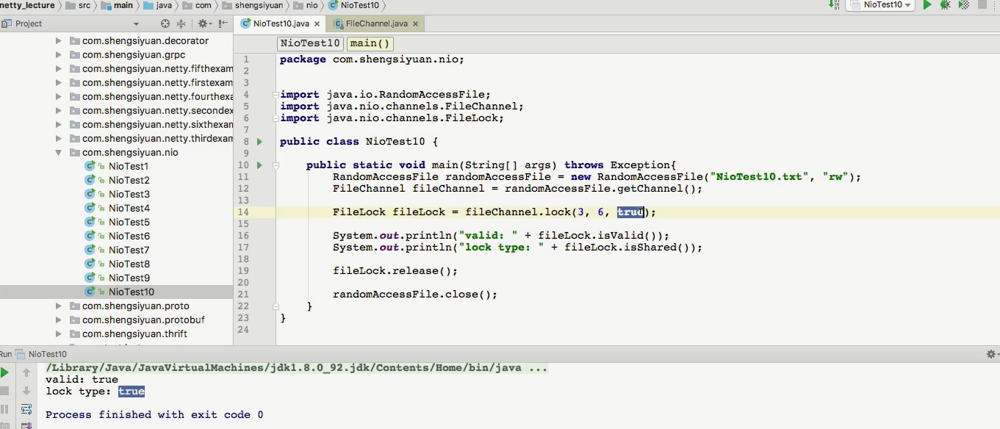 netty_lecture src main java com shengsiyuan nio NioTest10
NioTest10
Project
NioTest10.java
FileChannel.java
com.shengsiyuan.decorator
com.shengsiyuan.grpc
com.shengsiyuan.netty.fifthexam
com.shengsiyuan.netty.firstexam
com.shengsiyuan.netty.fourthexa
com.shengsiyuan.netty.secondex
com.shengsiyuan.netty.sixthexam
com.shengsiyuan.netty.thirdexam
com.shengsiyuan.nio
NioTest1
NioTest2
NioTest3
NioTest4
NioTest5
NioTest6
NioTest7
NioTest8
NioTest9
NioTest10
com.shengsiyuan.proto
com.shengsiyuan.protobuf
com.shengsiyuan.thrift
NioTest10 main()
1 package com.shengsiyuan.nio;
2
3
4 import java.io.RandomAccessFile;
5 import java.nio.channels.FileChannel;
6 import java.nio.channels.FileLock;
7
8 public class NioTest10 {
9
10 public static void main(String[] args) throws Exception{
11 RandomAccessFile randomAccessFile = new RandomAccessFile("NioTest10.txt", "rw");
12 FileChannel fileChannel = randomAccessFile.getChannel();
13
14 FileLock fileLock = fileChannel.lock(3, 6, true);
15
16 System.out.println("valid: " + fileLock.isValid());
17 System.out.println("lock type: " + fileLock.isShared());
18
19 fileLock.release();
20
21 randomAccessFile.close();
22 }
23 }
24
Run NioTest10
/Library/Java/JavaVirtualMachines/jdk1.8.0_92.jdk/Contents/Home/bin/java ...
valid: true
lock type: true
Process finished with exit code 0